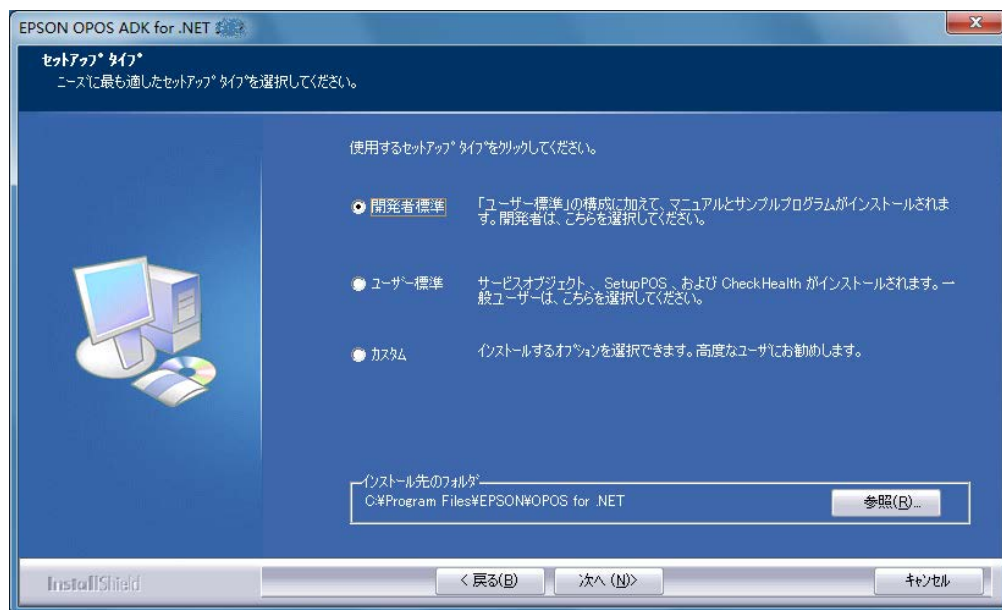 EPSON OPOS ADK for .NET
セットアップ タイプ
ニーズに最も適したセットアップ タイプを選択してください。
使用するセットアップ タイプをクリックしてください。
開発者標準
「ユーザー標準」の構成に加えて、マニュアルとサンプルプログラムがインストールされま
す。開発者は、こちらを選択してください。
ユーザー標準
サービスオブジェクト 、 SetupPOS 、および CheckHealth がインストールされます。一
般ユーザーは、こちらを選択してください。
カスタム
インストールするオプションを選択できます。高度なユーザにお勧めします。
インストール先のフォルダ
C:¥Program Files¥EPSON¥OPOS for .NET
参照(R)...
InstallShield
< 戻る(B)
次へ (N)>
キャンセル